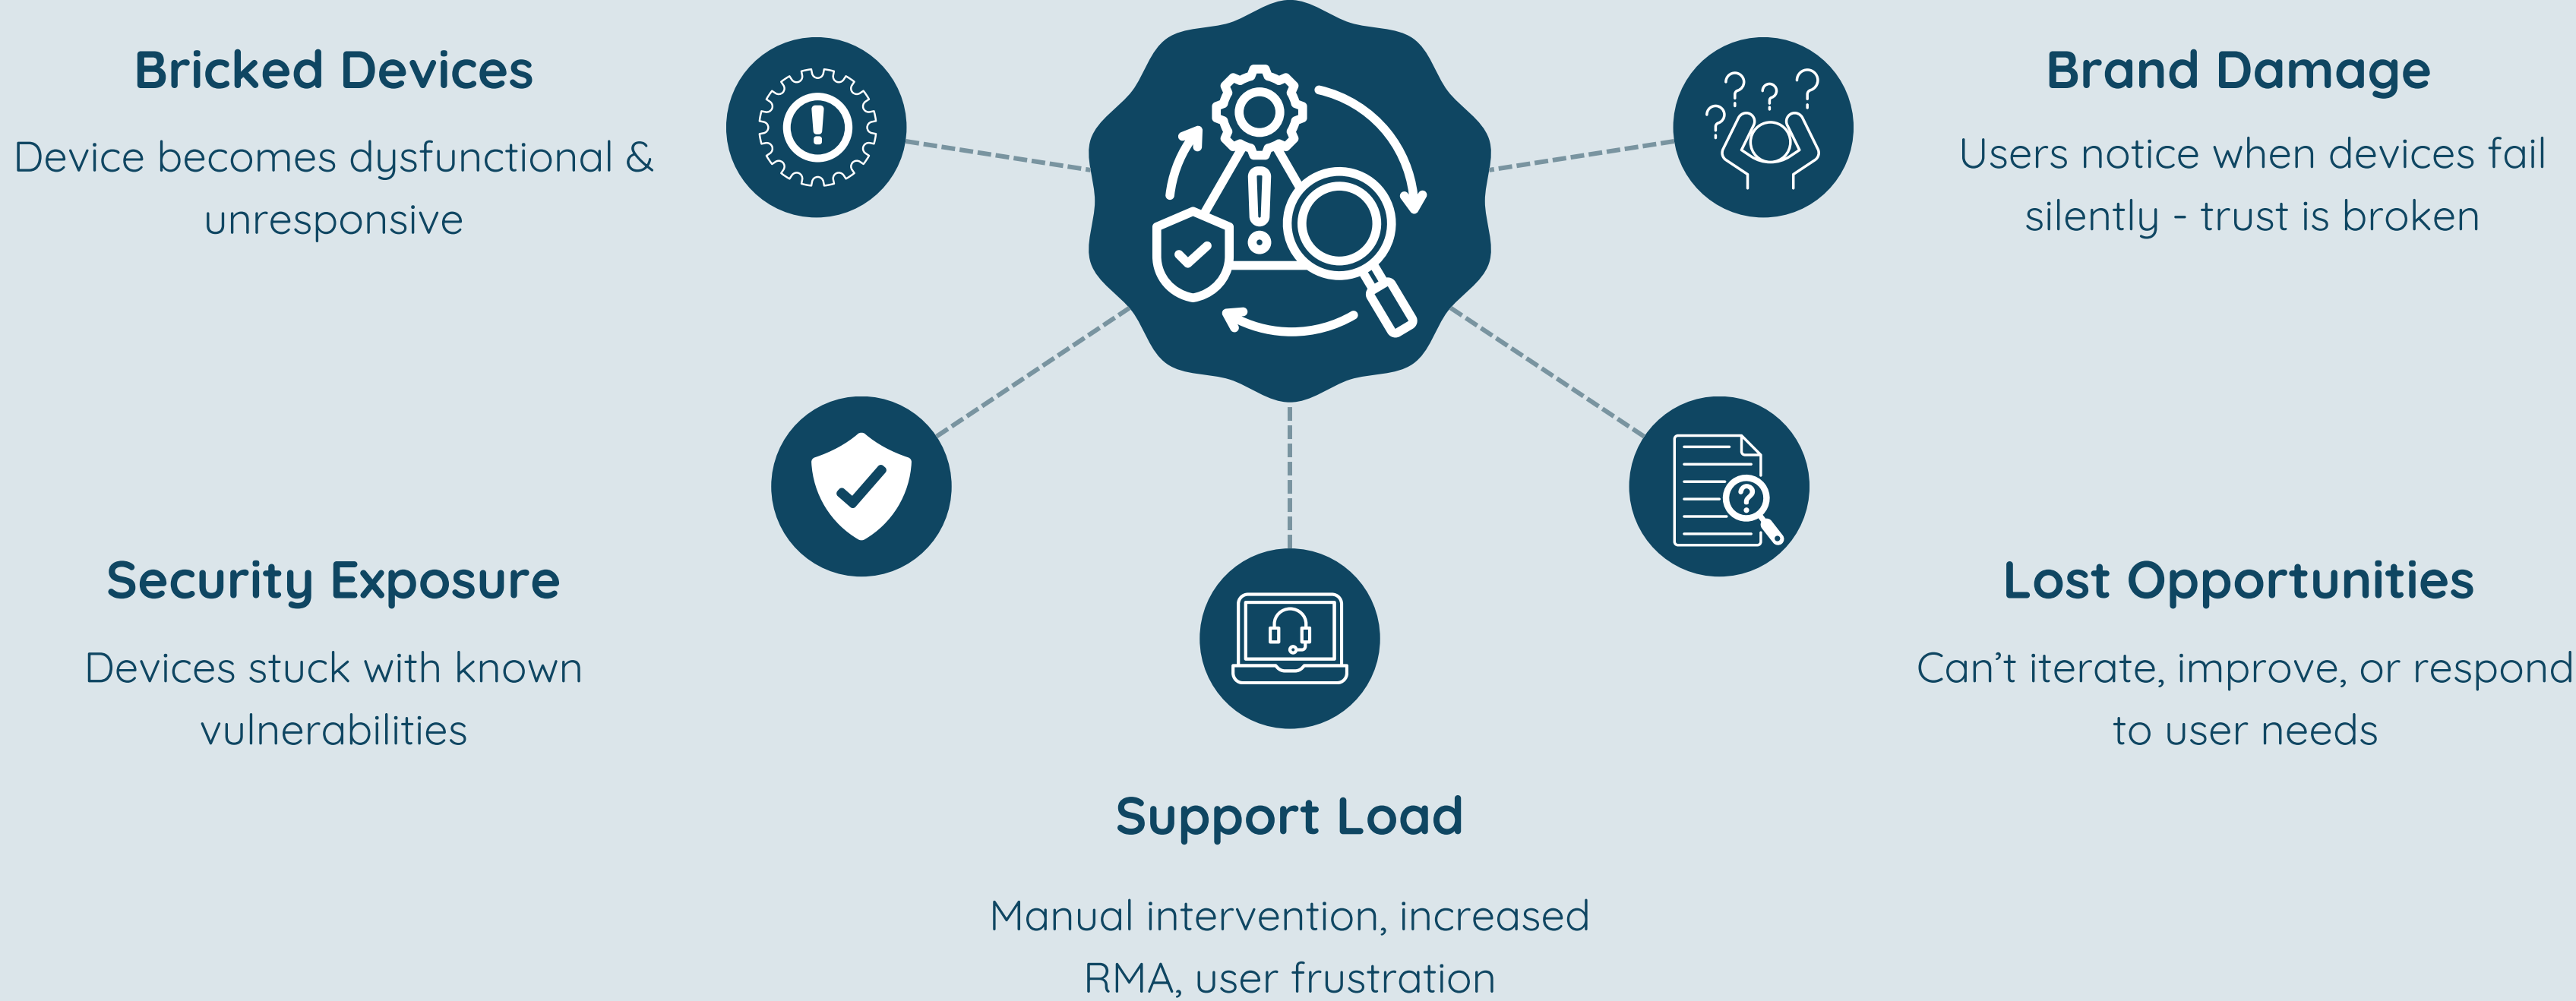 Bricked Devices
Device becomes dysfunctional &
unresponsive
Brand Damage
Users notice when devices fail
silently - trust is broken
Security Exposure
Devices stuck with known
vulnerabilities
Lost Opportunities
Can’t iterate, improve, or respond
to user needs
Support Load
Manual intervention, increased
RMA, user frustration